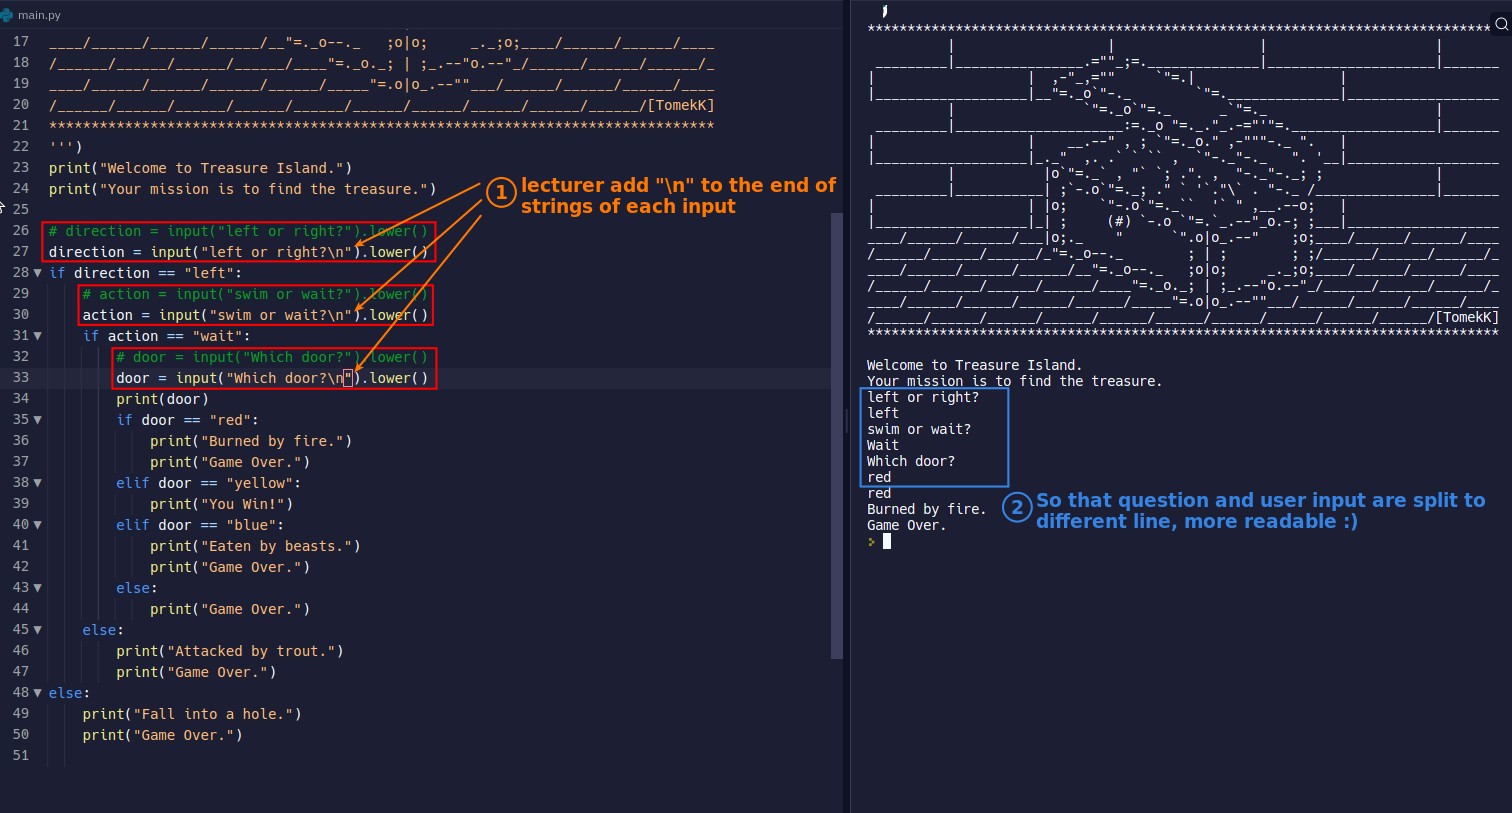 main.py
17 ____/______/______/______/__"=._o--._   ;o|o;     _._;o;____/______/______/____
18 /______/______/______/______/____"=._o._; | ;_.--"o.--"_/______/______/______/_
19 ____/______/______/______/______/_____"=.o|o_.--""___/______/______/______/____
20 /______/______/______/______/______/______/______/______/______/______/[TomekK]
21 *******************************************************************************
22 ''')
23 print("Welcome to Treasure Island.")
24 print("Your mission is to find the treasure.")
25
26 # direction = input("left or right?").lower()
27 direction = input("left or right?\n").lower()
28 if direction == "left":
29 # action = input("swim or wait?").lower()
30 action = input("swim or wait?\n").lower()
31 if action == "wait":
32 # door = input("Which door?").lower()
33 door = input("Which door?\n").lower()
34 print(door)
35 if door == "red":
36 print("Burned by fire.")
37 print("Game Over.")
38 elif door == "yellow":
39 print("You Win!")
40 elif door == "blue":
41 print("Eaten by beasts.")
42 print("Game Over.")
43 else:
44 print("Game Over.")
45 else:
46 print("Attacked by trout.")
47 print("Game Over.")
48 else:
49 print("Fall into a hole.")
50 print("Game Over.")
51
1 lecturer add "\n" to the end of
strings of each input
[TomekK]
Welcome to Treasure Island.
Your mission is to find the treasure.
left or right?
left
swim or wait?
Wait
Which door?
red
red
Burned by fire.
Game Over.
2 So that question and user input are split to
different line, more readable :)